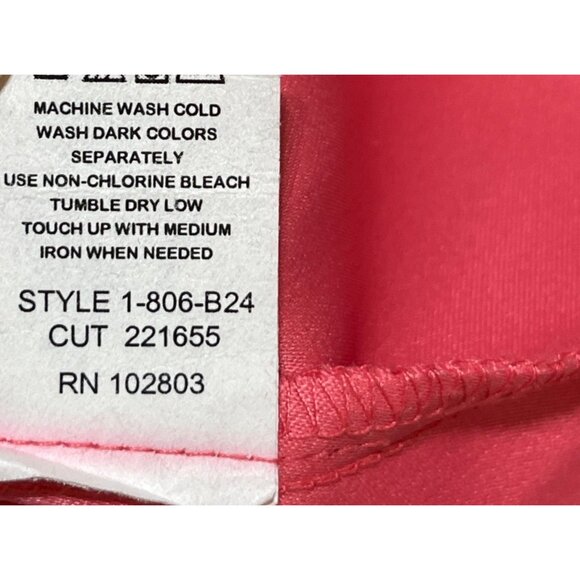 MACHINE WASH COLD
WASH DARK COLORS
SEPARATELY
USE NON-CHLORINE BLEACH
TUMBLE DRY LOW
TOUCH UP WITH MEDIUM
IRON WHEN NEEDED
STYLE 1-806-B24
CUT 221655
RN 102803